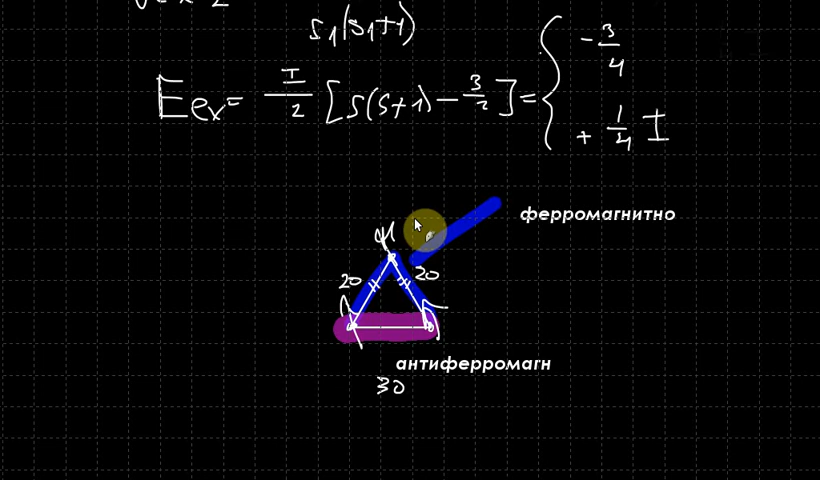 s₁(s₁+1)
Eex = I/2 [s(s+1) - 3/2] = { -3/4
+ 1/4 I
ферромагнитно
M
20 20
антиферромагн
30